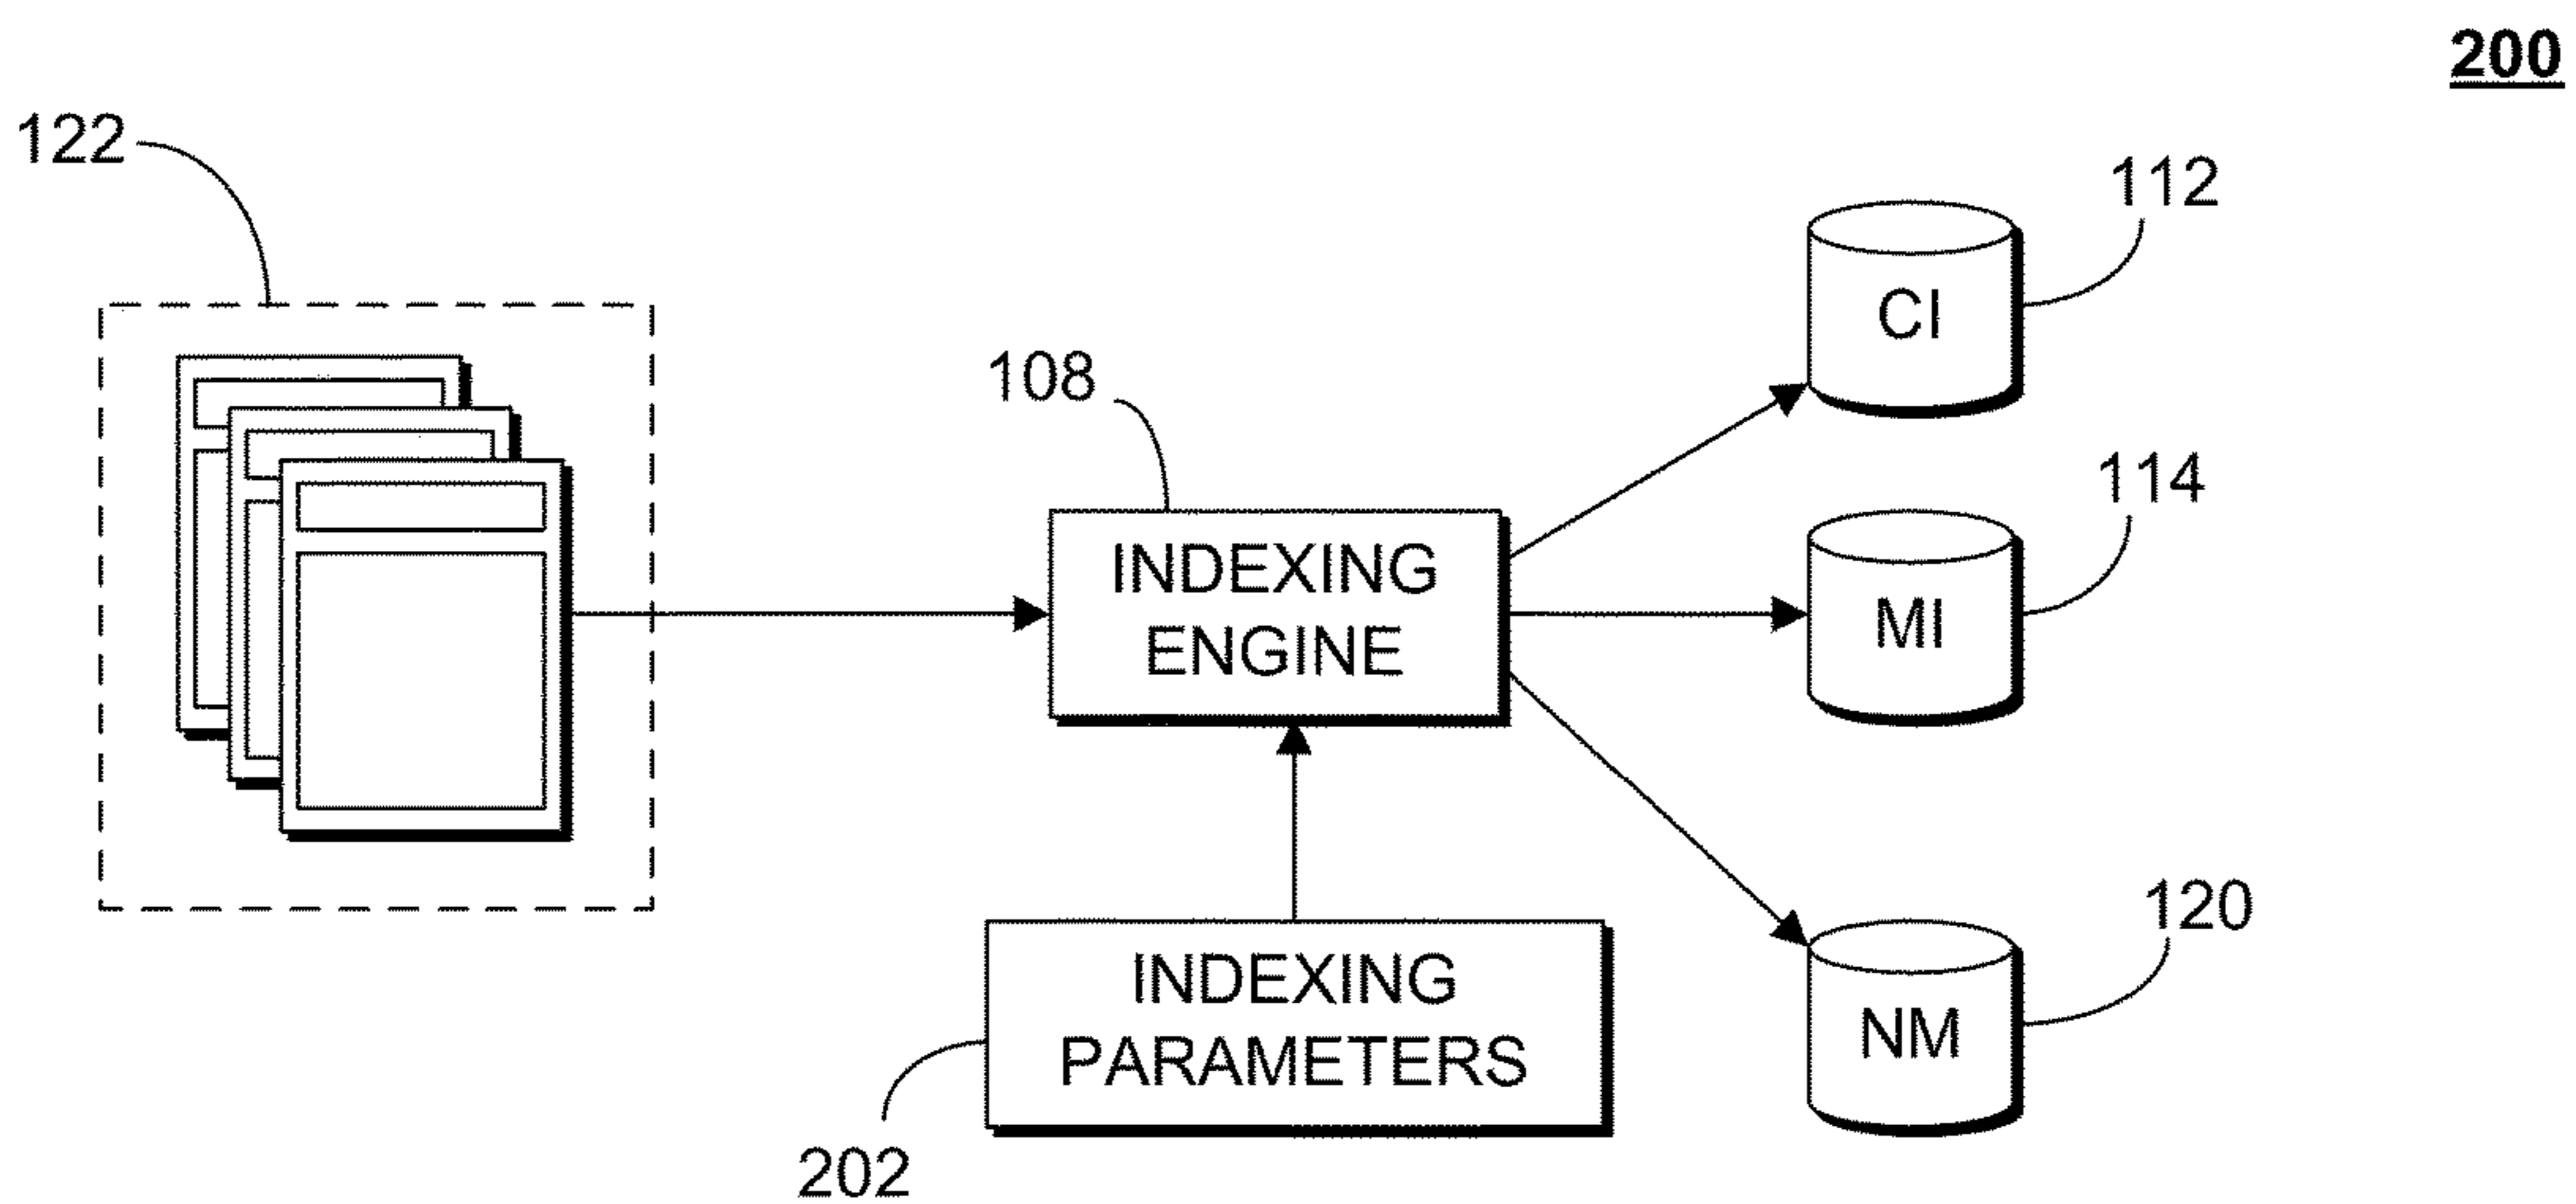 200
122
112
CI
108
114
INDEXING
ENGINE
MI
120
INDEXING
PARAMETERS
NM
202